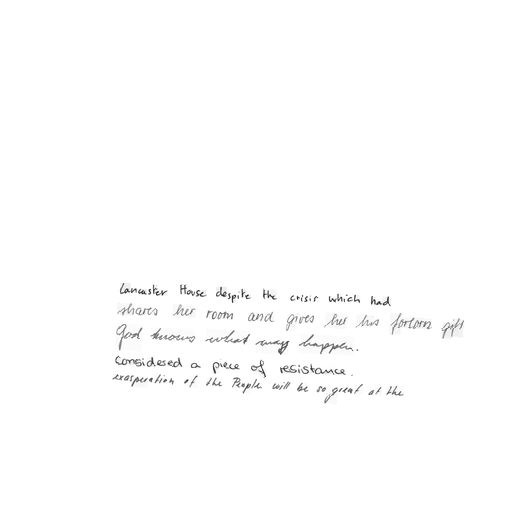 Lancaster House despite the crisis which had
shares her room and gives her his forlorn gift
God knows what may happen.
considered a piece of resistance.
exasperation of the People will be so great at the